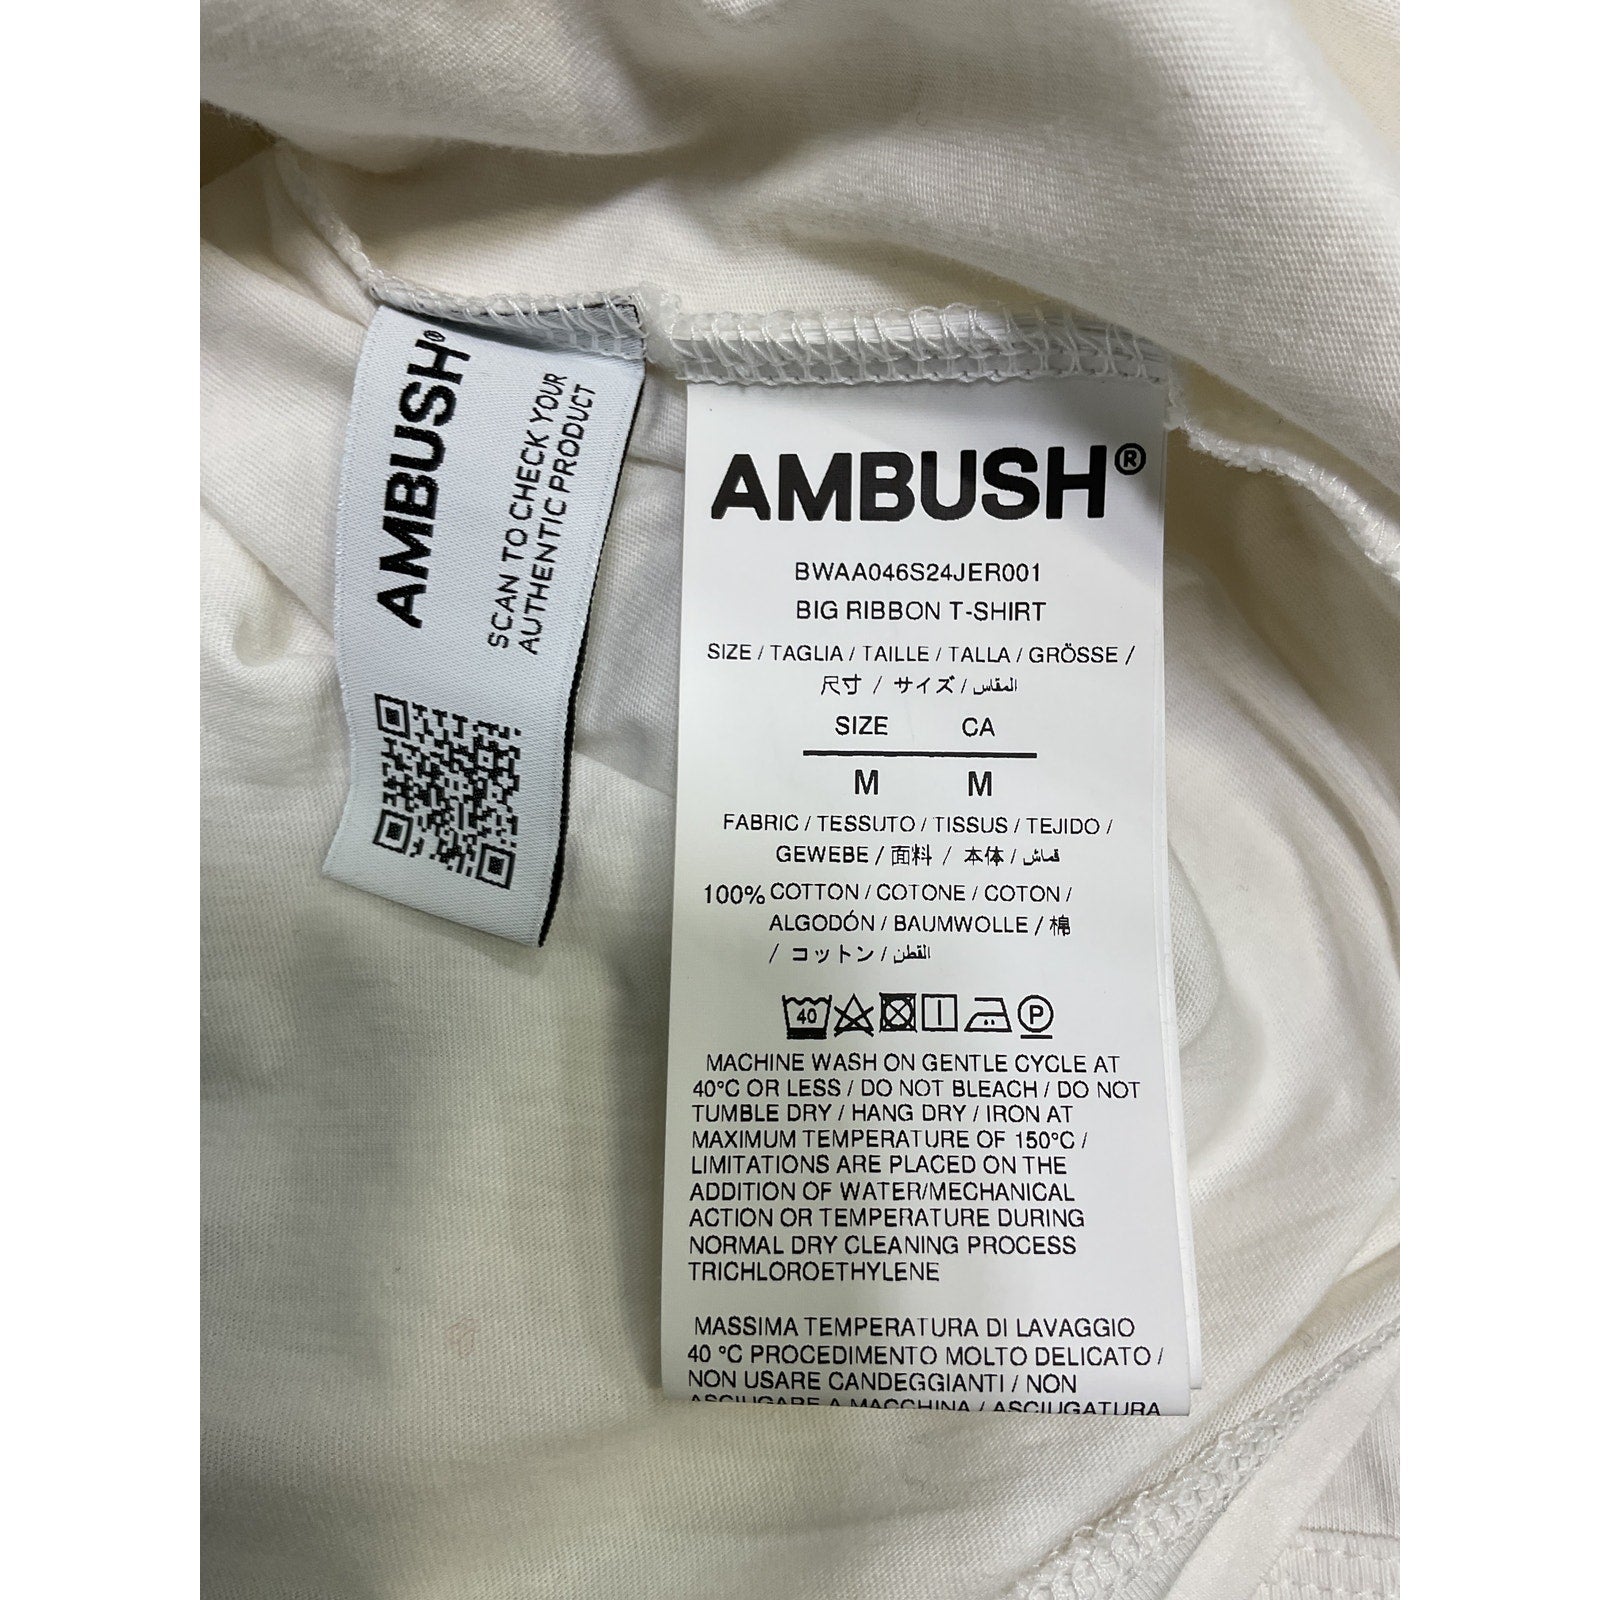 AMBUSH®
SCAN TO CHECK YOUR
AUTHENTIC PRODUCT
AMBUSH®
BWAA046S24JER001
BIG RIBBON T-SHIRT
SIZE / TAGLIA / TAILLE / TALLA / GRÖSSE /
尺寸 / サイズ / المقاس
SIZE CA
M M
FABRIC / TESSUTO / TISSUS / TEJIDO /
GEWEBE / 面料 / 本体 / قماش
100% COTTON / COTONE / COTON /
ALGODÓN / BAUMWOLLE / 棉
/ コットン / القطن
40 P
MACHINE WASH ON GENTLE CYCLE AT
40°C OR LESS / DO NOT BLEACH / DO NOT
TUMBLE DRY / HANG DRY / IRON AT
MAXIMUM TEMPERATURE OF 150°C /
LIMITATIONS ARE PLACED ON THE
ADDITION OF WATER/MECHANICAL
ACTION OR TEMPERATURE DURING
NORMAL DRY CLEANING PROCESS
TRICHLOROETHYLENE
MASSIMA TEMPERATURA DI LAVAGGIO
40 °C PROCEDIMENTO MOLTO DELICATO /
NON USARE CANDEGGIANTI / NON
ASCIUGARE A MACCHINA / ASCIUGATURA